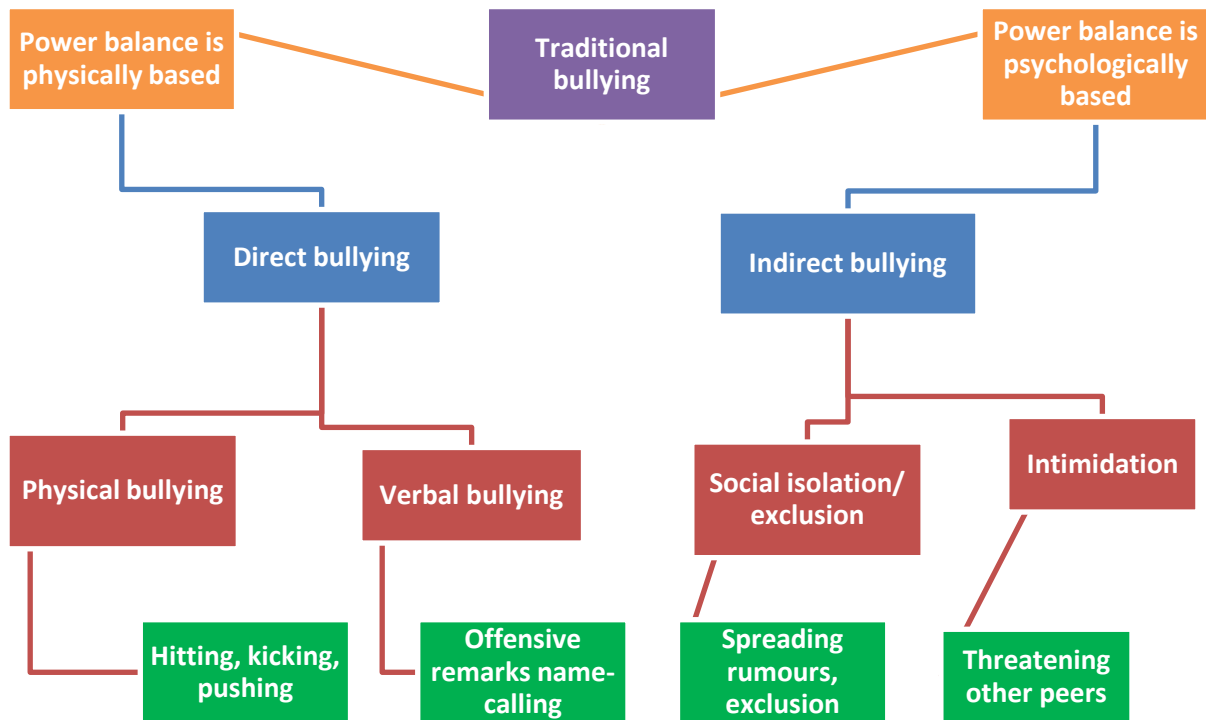 Power balance is
physically based
Traditional
bullying
Power balance is
psychologically
based
Direct bullying
Indirect bullying
Physical bullying
Verbal bullying
Social isolation/
exclusion
Intimidation
Hitting, kicking,
pushing
Offensive
remarks name-
calling
Spreading
rumours,
exclusion
Threatening
other peers